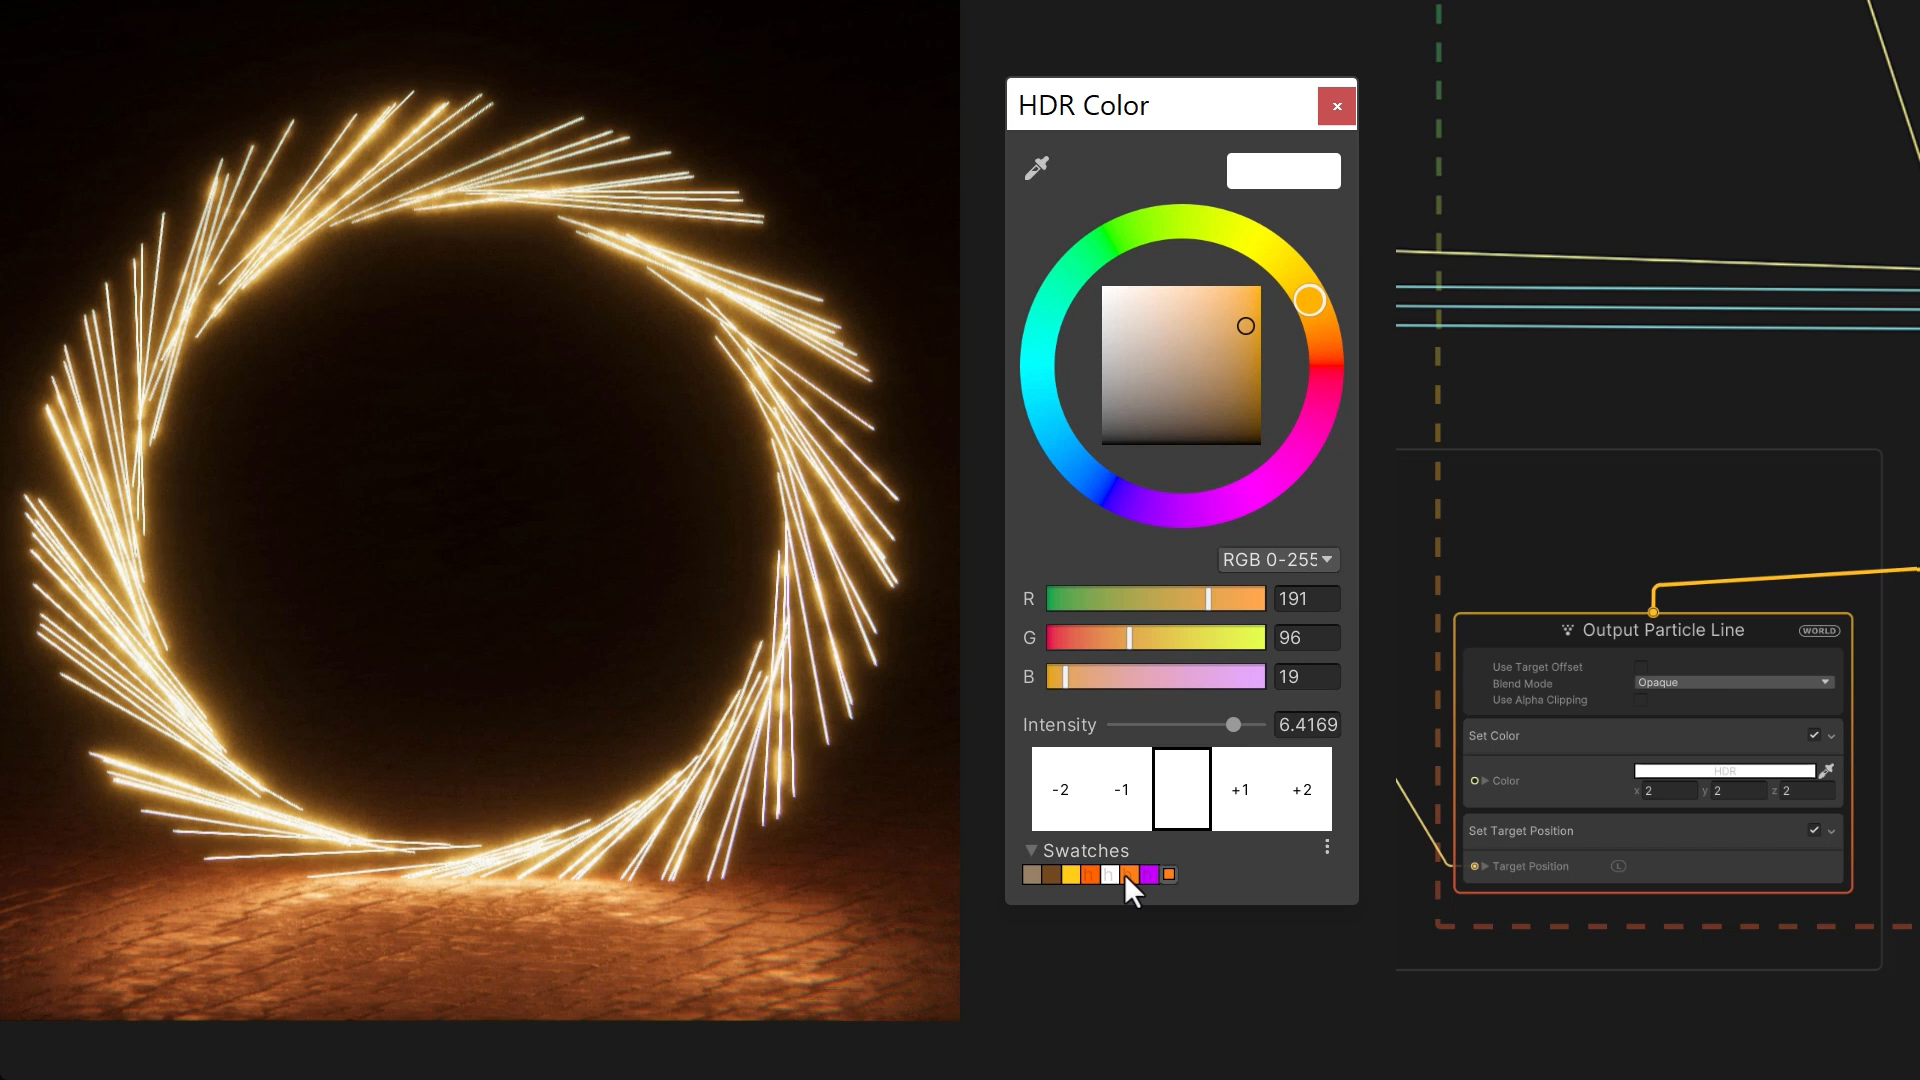 HDR Color
RGB 0-255
R 191
G 96
B 19
Intensity 6.4169
-2 -1 +1 +2
Swatches
Output Particle Line WORLD
Use Target Offset
Blend Mode Opaque
Use Alpha Clipping
Set Color
Color HDR
x 2 y 2 z 2
Set Target Position
Target Position L